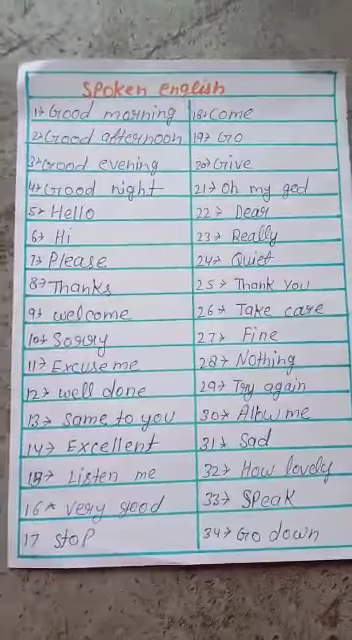 Spoken english
1→ Good morning
2→ Good afternoon
3→ Good evening
4→ Good night
5→ Hello
6→ Hi
7→ Please
8→ Thanks
9→ welcome
10→ Sorry
11→ Excuse me
12→ well done
13→ Same to you
14→ Excellent
15→ Listen me
16→ very good
17 stop
18→ Come
19→ Go
20→ Give
21→ Oh my god
22→ Dear
23→ Really
24→ Quiet
25→ Thank you
26→ Take care
27→ Fine
28→ Nothing
29→ Try again
30→ Allow me
31→ Sad
32→ How lovely
33→ Speak
34→ Go down